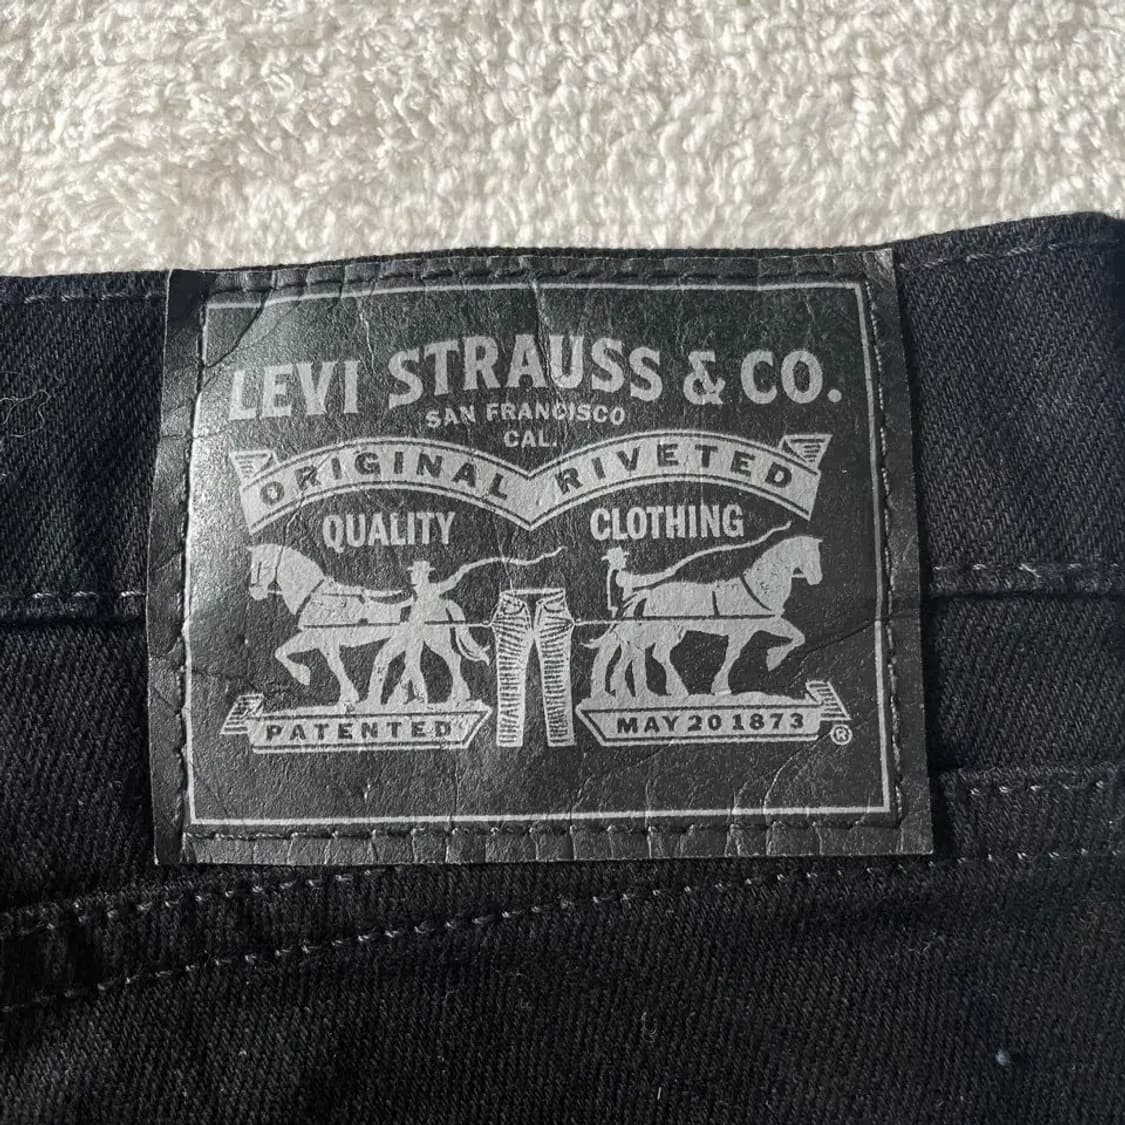 LEVI STRAUSS & CO.
SAN FRANCISCO
CAL.
ORIGINAL RIVETED
QUALITY CLOTHING
PATENTED MAY 20 1873
®